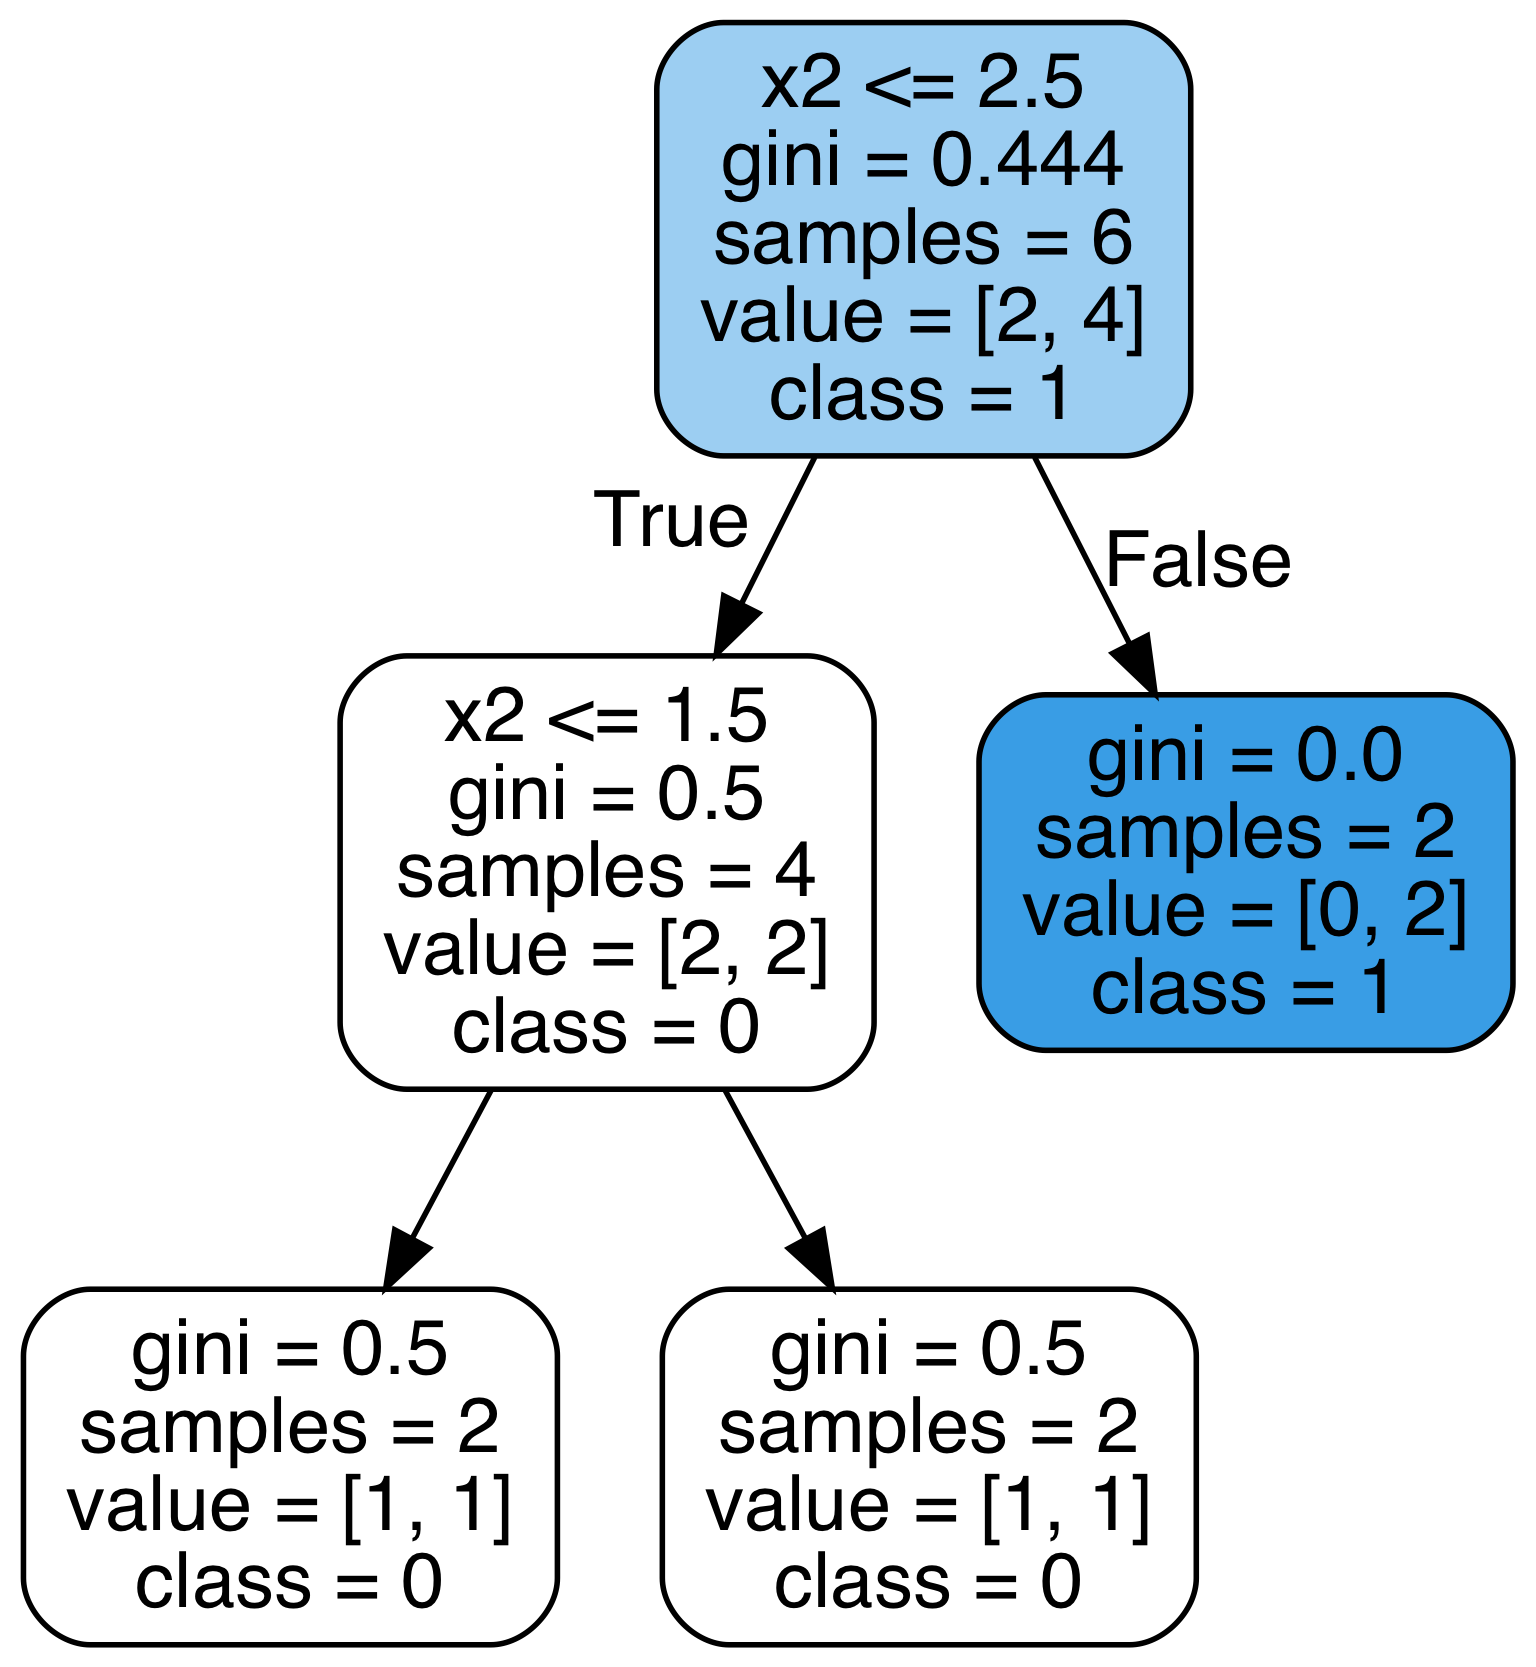 x2 <= 2.5
gini = 0.444
samples = 6
value = [2, 4]
class = 1
True
False
x2 <= 1.5
gini = 0.5
samples = 4
value = [2, 2]
class = 0
gini = 0.0
samples = 2
value = [0, 2]
class = 1
gini = 0.5
samples = 2
value = [1, 1]
class = 0
gini = 0.5
samples = 2
value = [1, 1]
class = 0